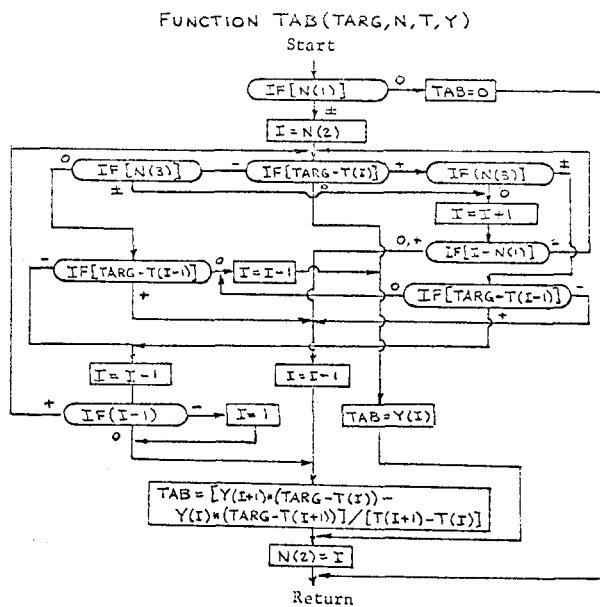 FUNCTION TAB(TARG, N, T, Y)
Start
IF[N(1)]
0
TAB=0
±
I=N(2)
0
IF[N(3)]
-
IF[TARG-T(I)]
+
IF(N(3)]
±
±
0
0
I=I+1
0,+
IF[I-N(1)]
-
-
IF[TARG-T(I-1)]
0
I=I-1
+
0
IF[TARG-T(I-1)]
-
+
I=I-1
I=I-1
+
IF(I-1)
-
I=1
0
TAB=Y(I)
TAB=[Y(I+1)*(TARG-T(I))-
Y(I)*(TARG-T(I+1))]/[T(I+1)-T(I)]
N(2)=I
Return